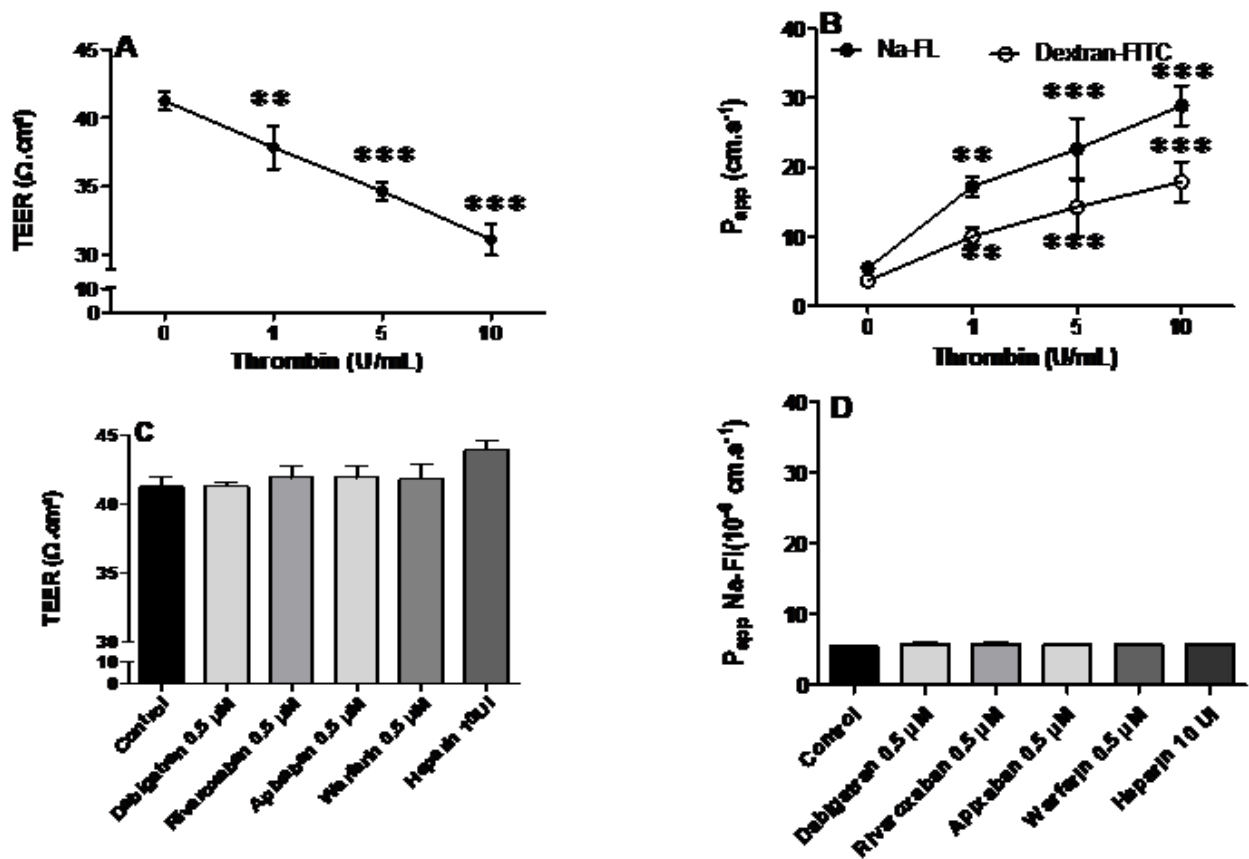 A
45
40
35
30
10
0
TEER (Ω.cm²)
**
***
***
0 1 5 10
Thrombin (U/mL)
B
Na-FL Dextran-FITC
40
30
20
10
0
Papp (cm.s⁻¹)
**
***
***
**
***
***
0 1 5 10
Thrombin (U/mL)
C
45
40
35
30
10
0
TEER (Ω.cm²)
Control
Dabigatran 0.5 µM
Rivaroxaban 0.5 µM
Apixaban 0.5 µM
Warfarin 0.5 µM
Heparin 10UI
D
40
30
20
10
0
Papp Na-Fl(10⁻⁶ cm.s⁻¹)
Control
Dabigatran 0.5 µM
Rivaroxaban 0.5 µM
Apixaban 0.5 µM
Warfarin 0.5 µM
Heparin 10 UI